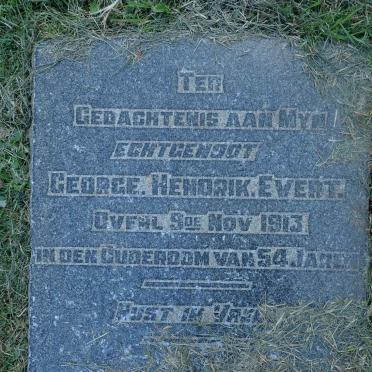 TER
GEDACHTENIS AAN MYN
ECHTGENOOT
GEORGE. HENDRIK. EVERT.
OVERL 9DE NOV 1913
IN DEN OUDERDOM VAN 54. JAREN
RUST IN